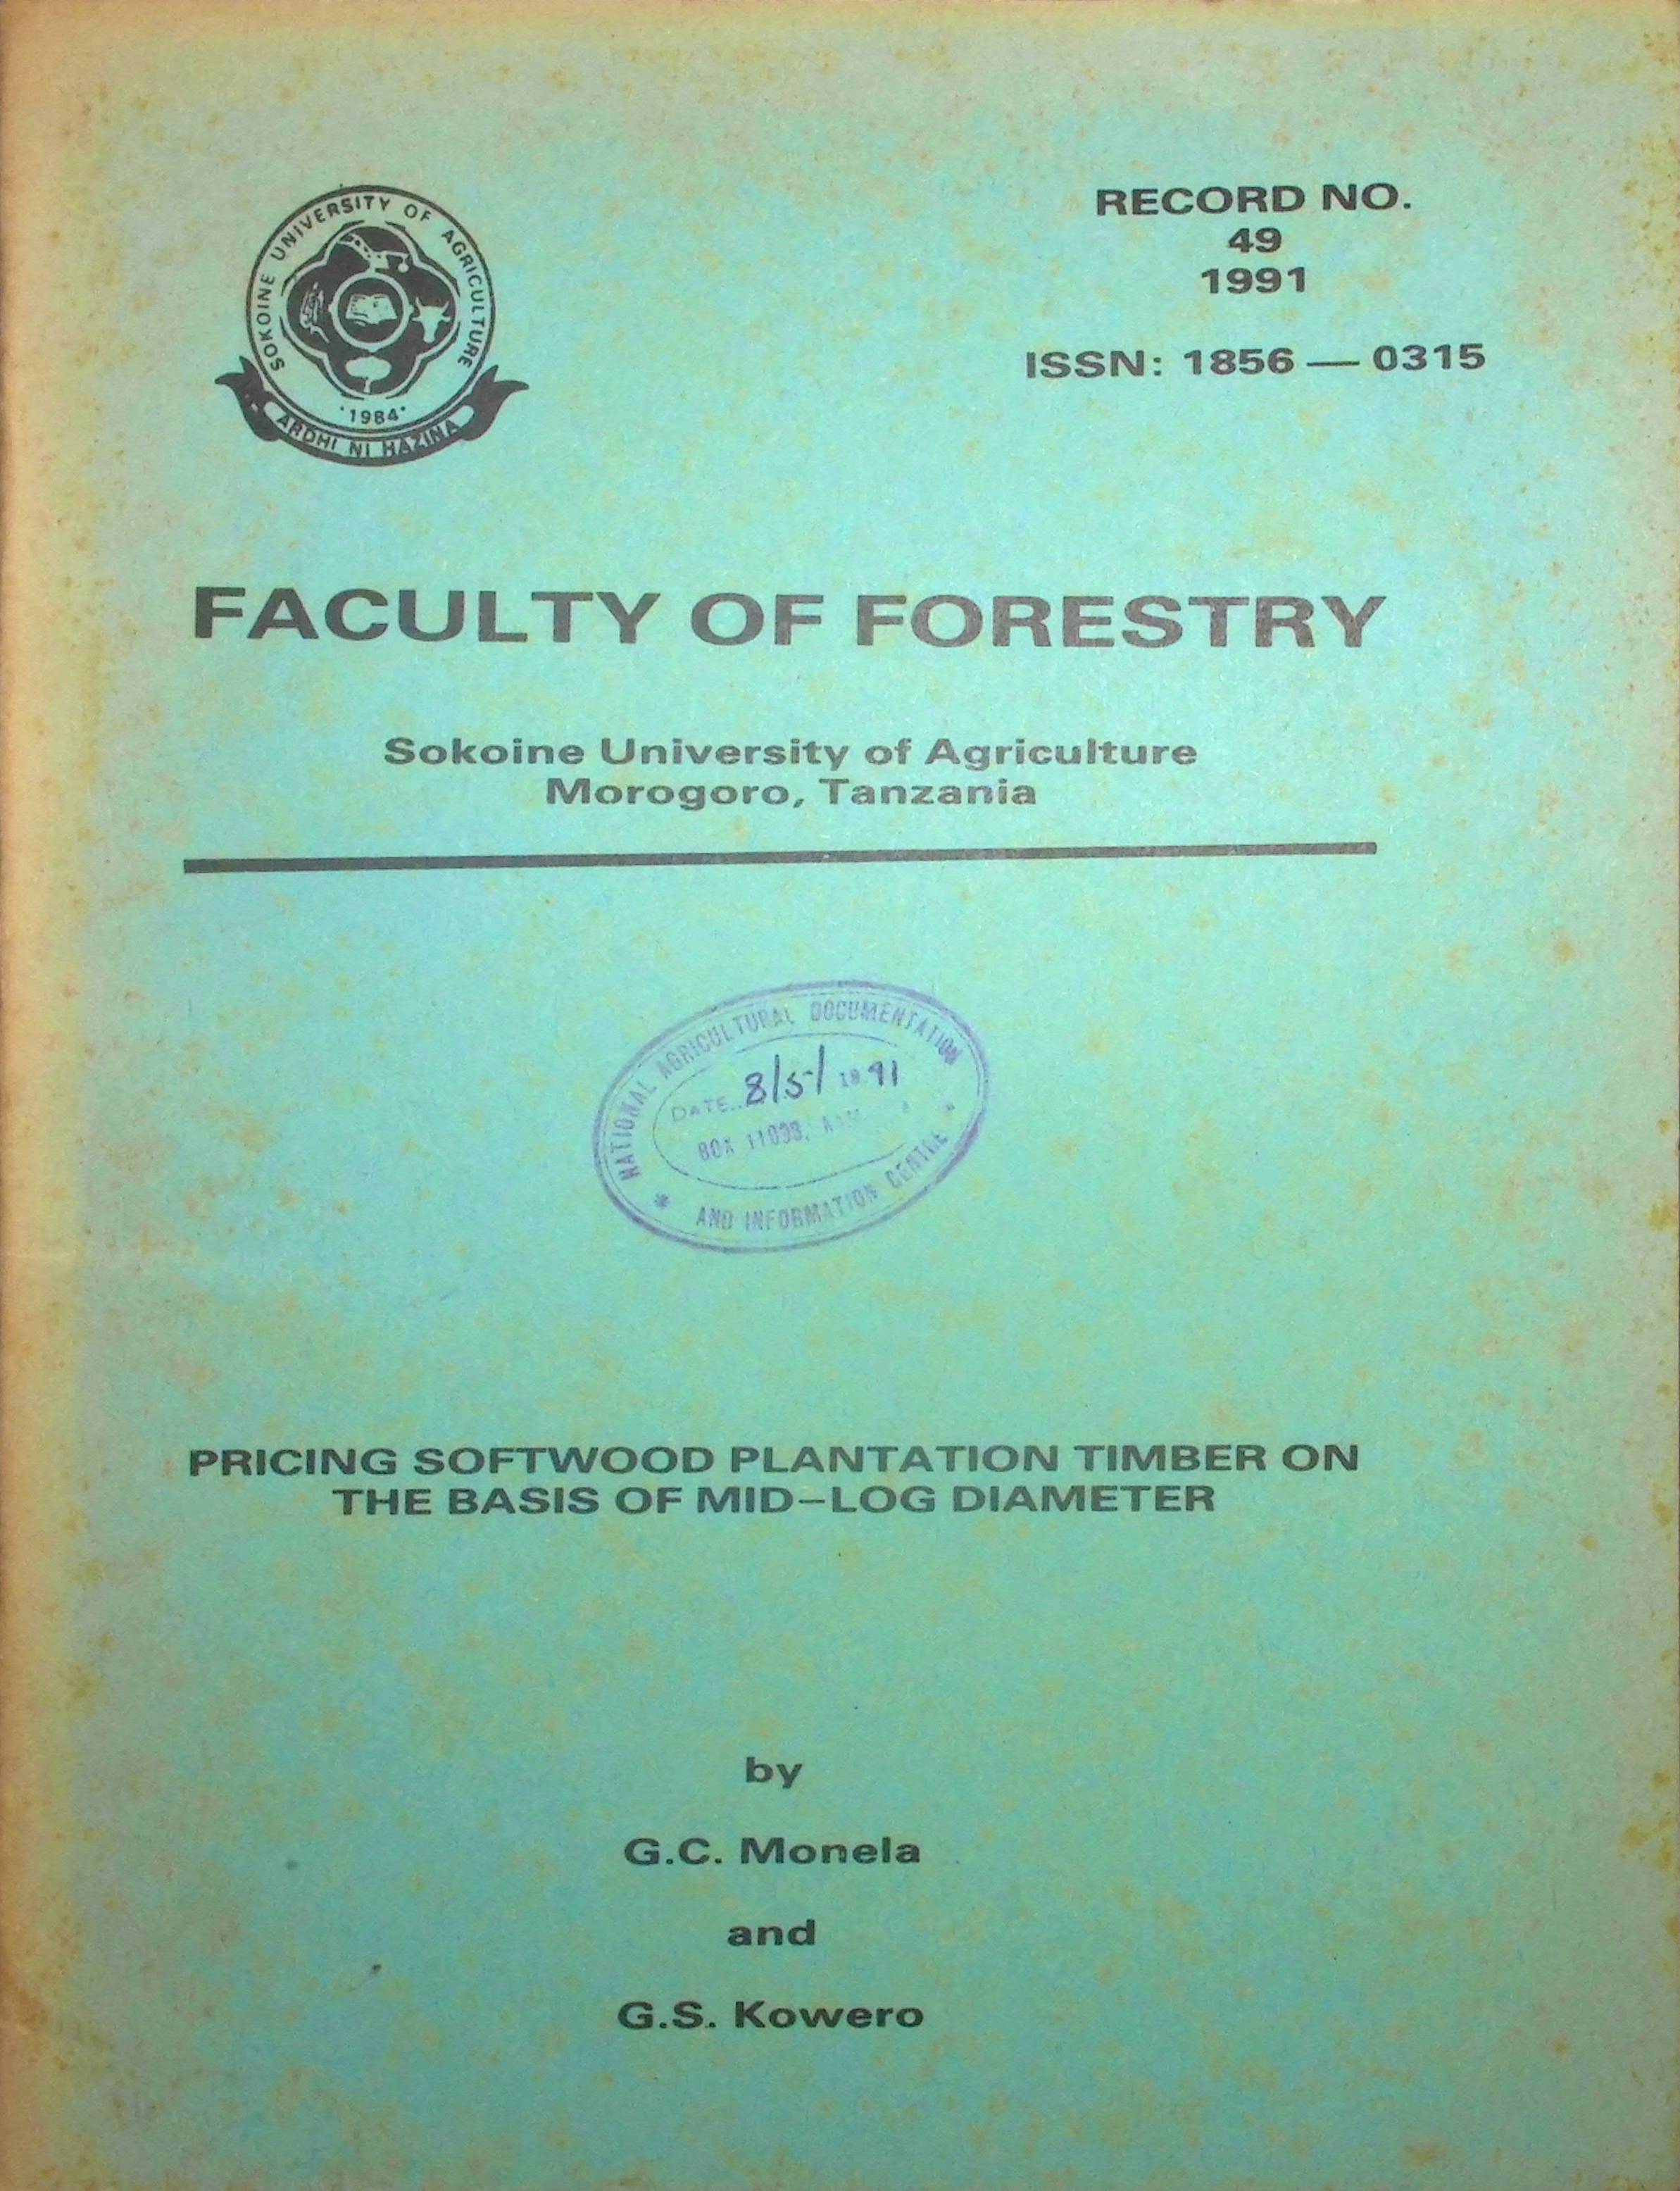 SOKOINE UNIVERSITY OF AGRICULTURE
·1984·
ARDHI NI HAZINA
RECORD NO.
49
1991
ISSN: 1856 — 0315
FACULTY OF FORESTRY
Sokoine University of Agriculture
Morogoro, Tanzania
NATIONAL AGRICULTURAL DOCUMENTATION
DATE 8/5/ 1991
BOX
AND INFORMATION CENTRE
PRICING SOFTWOOD PLANTATION TIMBER ON
THE BASIS OF MID–LOG DIAMETER
by
G.C. Monela
and
G.S. Kowero